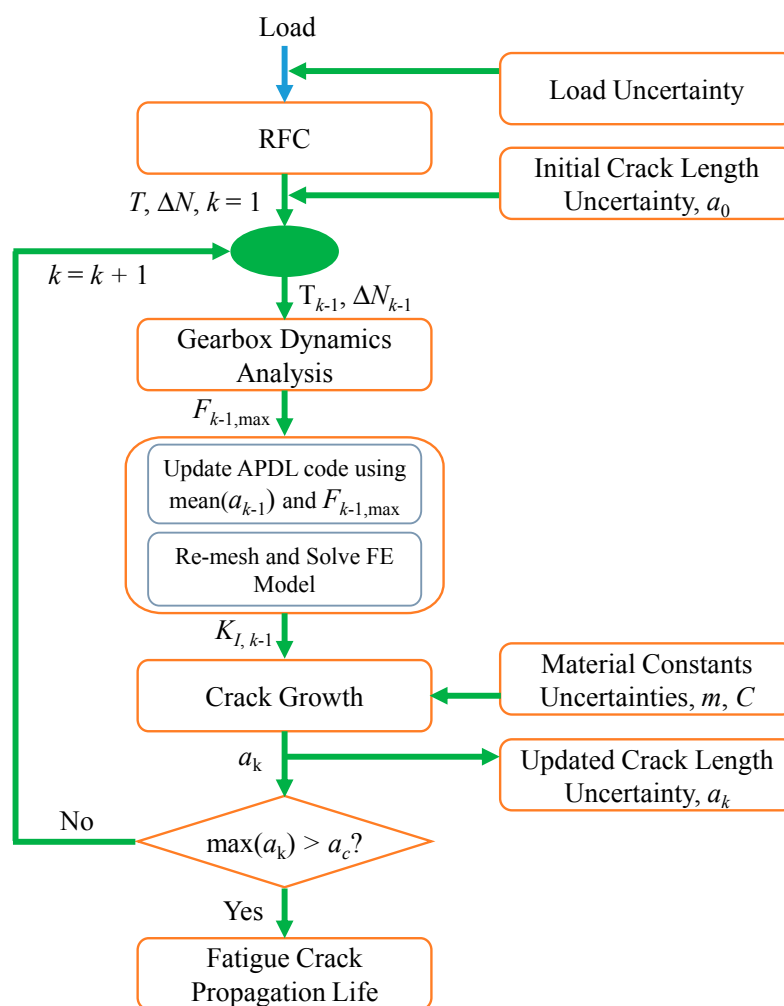 Load
Load Uncertainty
RFC
Initial Crack Length
Uncertainty, a₀
T, ΔN, k = 1
k = k + 1
Tₖ₋₁, ΔNₖ₋₁
Gearbox Dynamics
Analysis
Fₖ₋₁,max
Update APDL code using
mean(aₖ₋₁) and Fₖ₋₁,max
Re-mesh and Solve FE
Model
K_I, k-1
Material Constants
Uncertainties, m, C
Crack Growth
aₖ
Updated Crack Length
Uncertainty, aₖ
No
max(aₖ) > a_c?
Yes
Fatigue Crack
Propagation Life